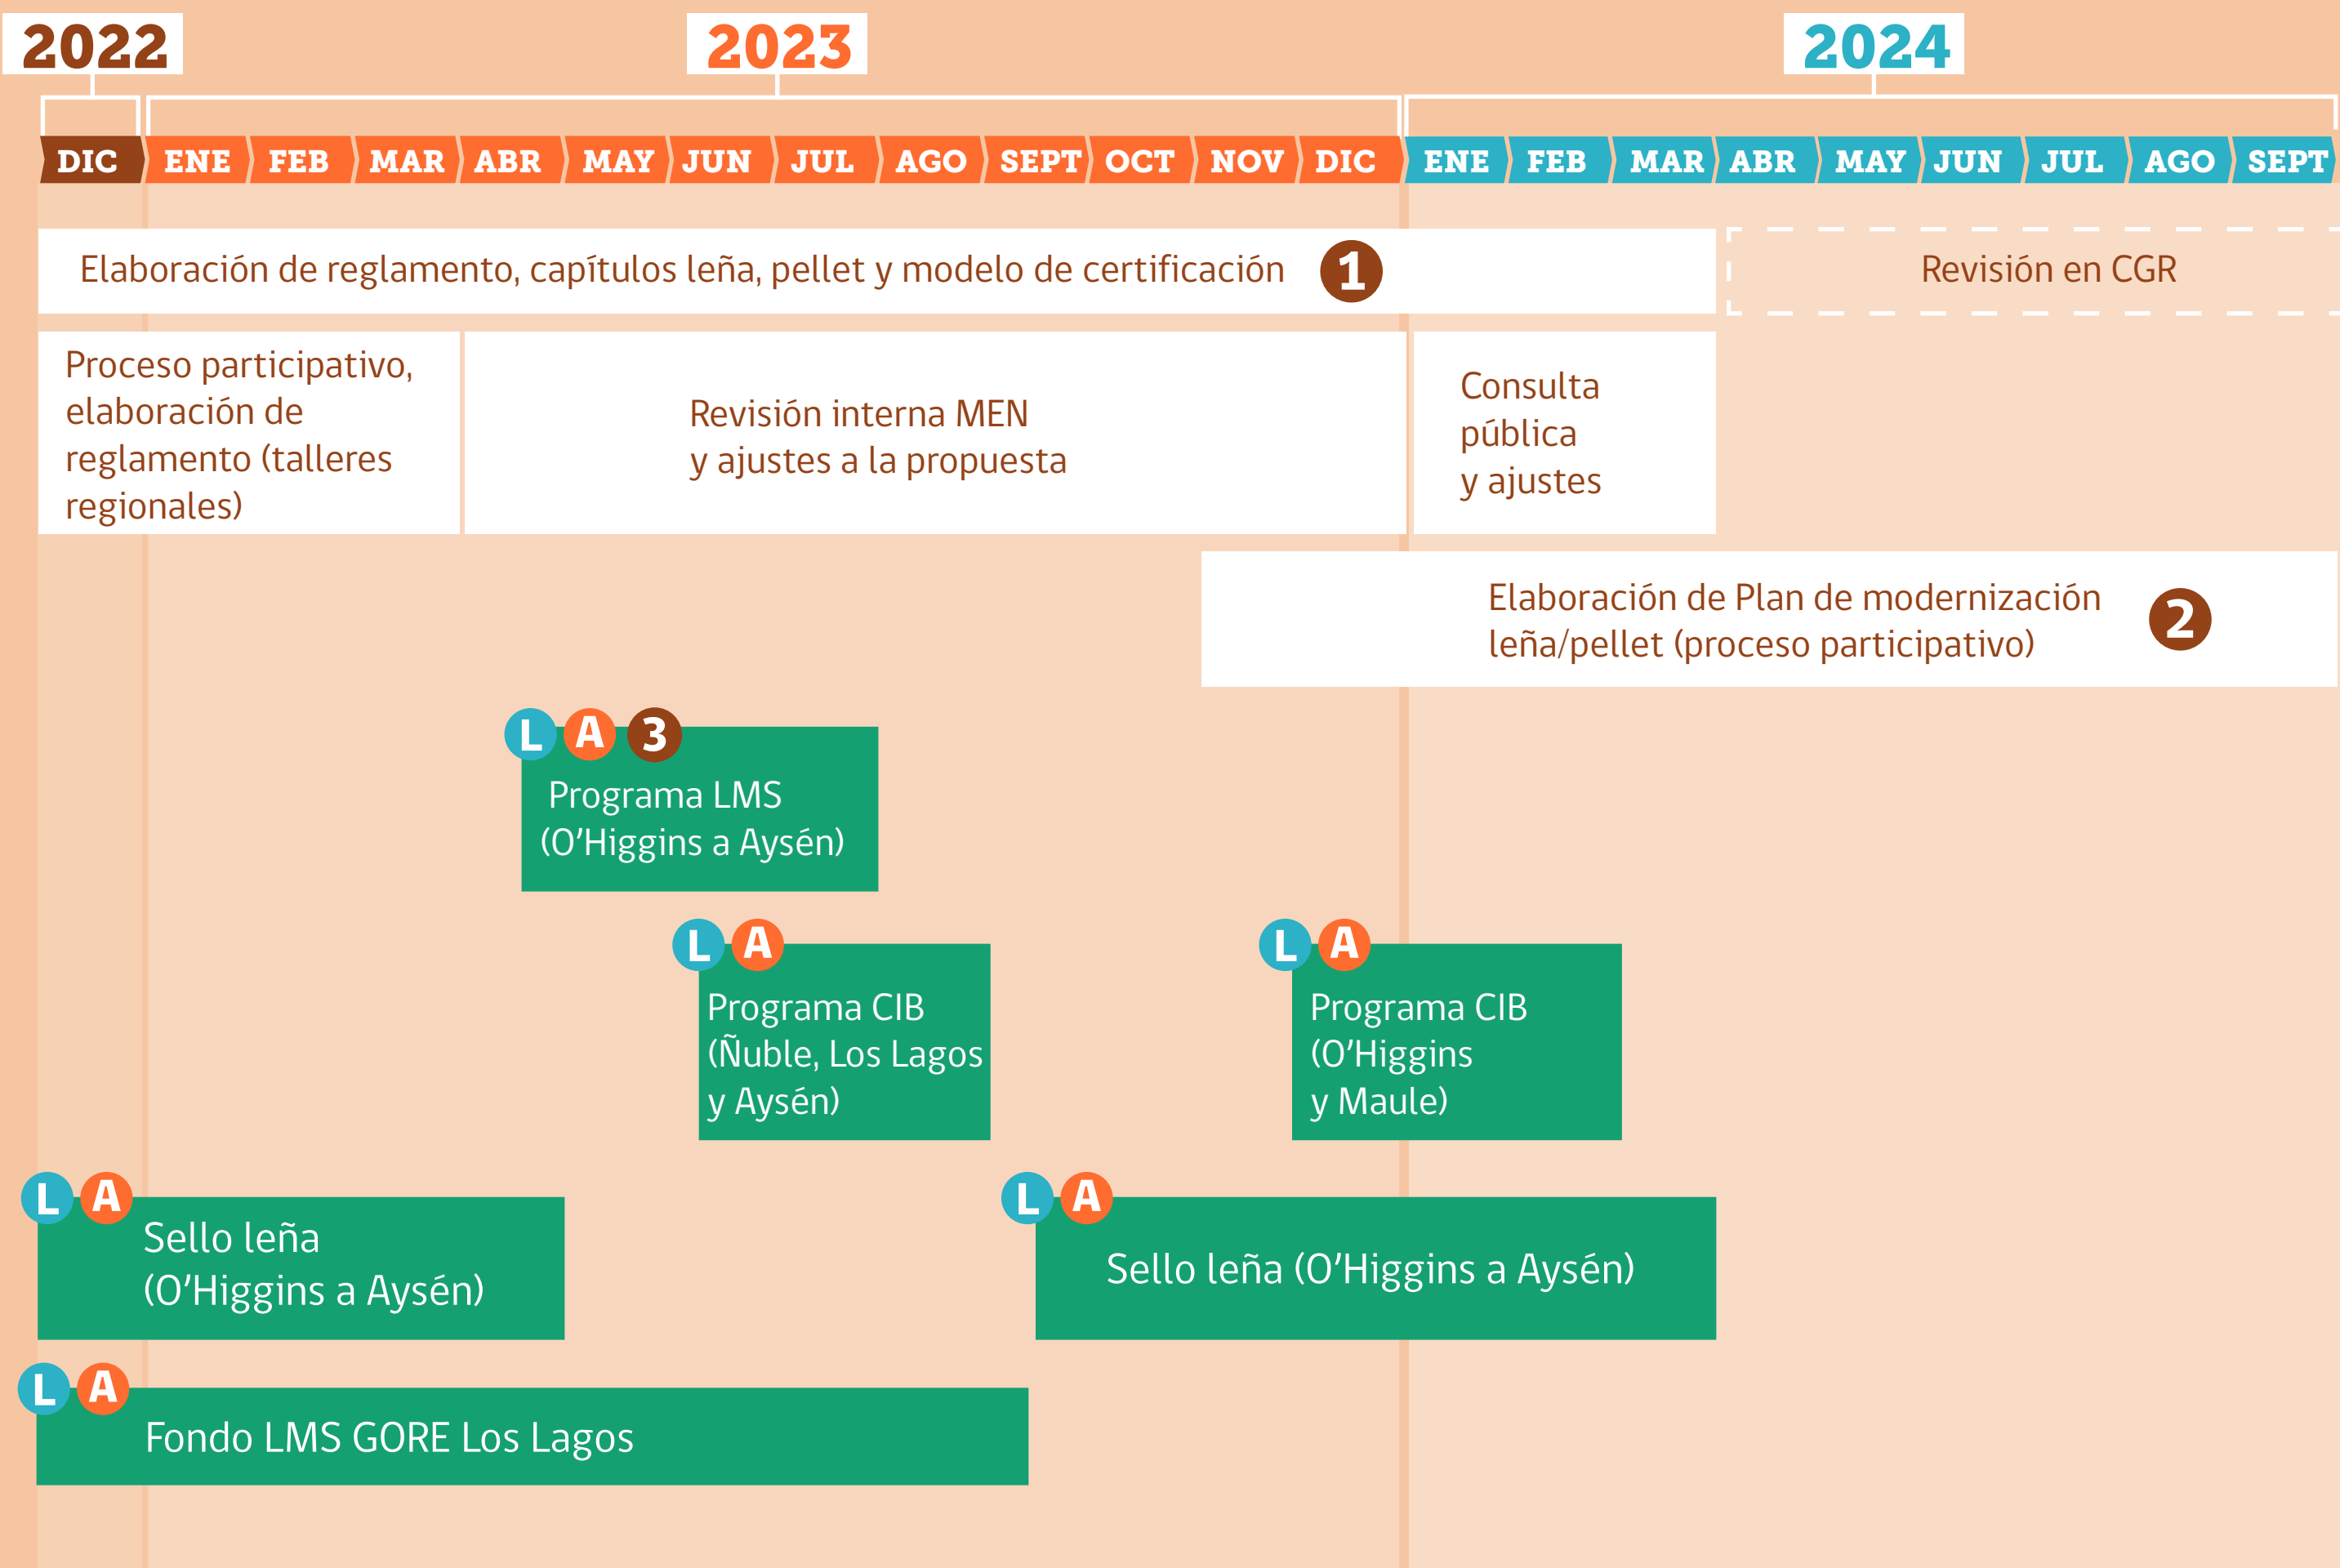 2022
2023
2024
DIC ENE FEB MAR ABR MAY JUN JUL AGO SEPT OCT NOV DIC ENE FEB MAR ABR MAY JUN JUL AGO SEPT
Elaboración de reglamento, capítulos leña, pellet y modelo de certificación 1
Revisión en CGR
Proceso participativo,
elaboración de
reglamento (talleres
regionales)
Revisión interna MEN
y ajustes a la propuesta
Consulta
pública
y ajustes
Elaboración de Plan de modernización
leña/pellet (proceso participativo)
2
L A 3
Programa LMS
(O’Higgins a Aysén)
L A
Programa CIB
(Ñuble, Los Lagos
y Aysén)
L A
Programa CIB
(O’Higgins
y Maule)
L A
Sello leña
(O’Higgins a Aysén)
L A
Sello leña (O’Higgins a Aysén)
L A
Fondo LMS GORE Los Lagos